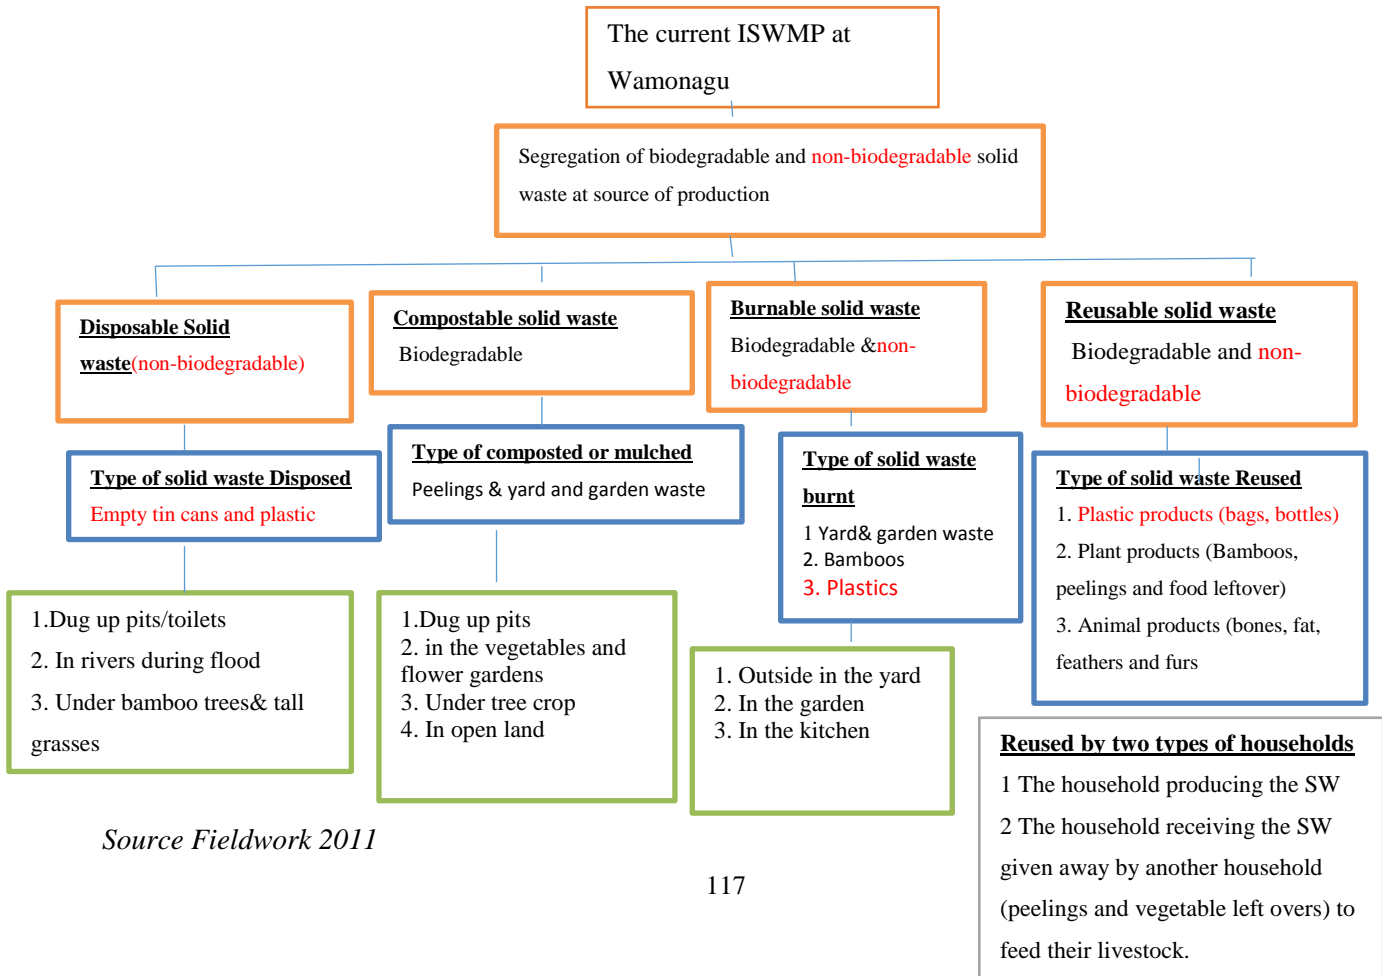 The current ISWMP at
Wamonagu
Segregation of biodegradable and non-biodegradable solid
waste at source of production
Disposable Solid
waste(non-biodegradable)
Compostable solid waste
Biodegradable
Burnable solid waste
Biodegradable &non-
biodegradable
Reusable solid waste
Biodegradable and non-
biodegradable
Type of solid waste Disposed
Empty tin cans and plastic
Type of composted or mulched
Peelings & yard and garden waste
Type of solid waste
burnt
1 Yard& garden waste
2. Bamboos
3. Plastics
Type of solid waste Reused
1. Plastic products (bags, bottles)
2. Plant products (Bamboos,
peelings and food leftover)
3. Animal products (bones, fat,
feathers and furs
1.Dug up pits/toilets
2. In rivers during flood
3. Under bamboo trees& tall
grasses
1.Dug up pits
2. in the vegetables and
flower gardens
3. Under tree crop
4. In open land
1. Outside in the yard
2. In the garden
3. In the kitchen
Reused by two types of households
1 The household producing the SW
2 The household receiving the SW
given away by another household
(peelings and vegetable left overs) to
feed their livestock.
Source Fieldwork 2011
117